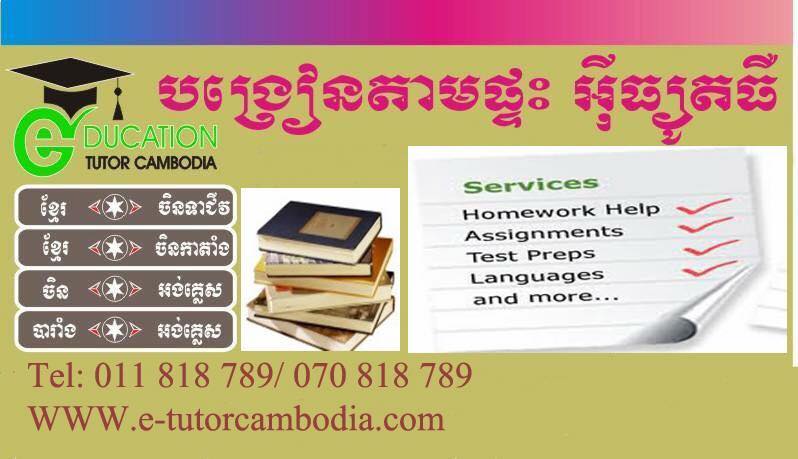 បង្រៀនតាមផ្ទះ អ៊ីធ្យូតធី
eDUCATION
TUTOR CAMBODIA
ខ្មែរ ចិនទាជីវ
ខ្មែរ ចិនកាតាំង
ចិន អង់គ្លេស
បារាំង អង់គ្លេស
Services
Homework Help
Assignments
Test Preps
Languages
and more...
Tel: 011 818 789/ 070 818 789
WWW.e-tutorcambodia.com